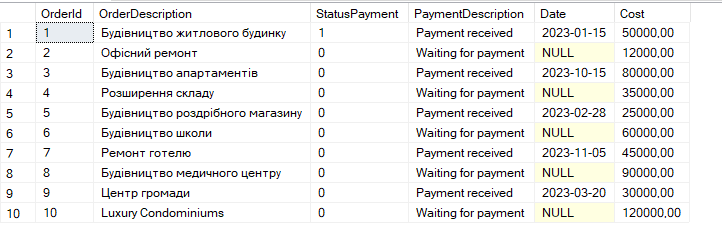 OrderId OrderDescription StatusPayment PaymentDescription Date Cost
1 1 Будівництво житлового будинку 1 Payment received 2023-01-15 50000,00
2 2 Офісний ремонт 0 Waiting for payment NULL 12000,00
3 3 Будівництво апартаментів 0 Payment received 2023-10-15 80000,00
4 4 Розширення складу 0 Waiting for payment NULL 35000,00
5 5 Будівництво роздрібного магазину 0 Payment received 2023-02-28 25000,00
6 6 Будівництво школи 0 Waiting for payment NULL 60000,00
7 7 Ремонт готелю 0 Payment received 2023-11-05 45000,00
8 8 Будівництво медичного центру 0 Waiting for payment NULL 90000,00
9 9 Центр громади 0 Payment received 2023-03-20 30000,00
10 10 Luxury Condominiums 0 Waiting for payment NULL 120000,00